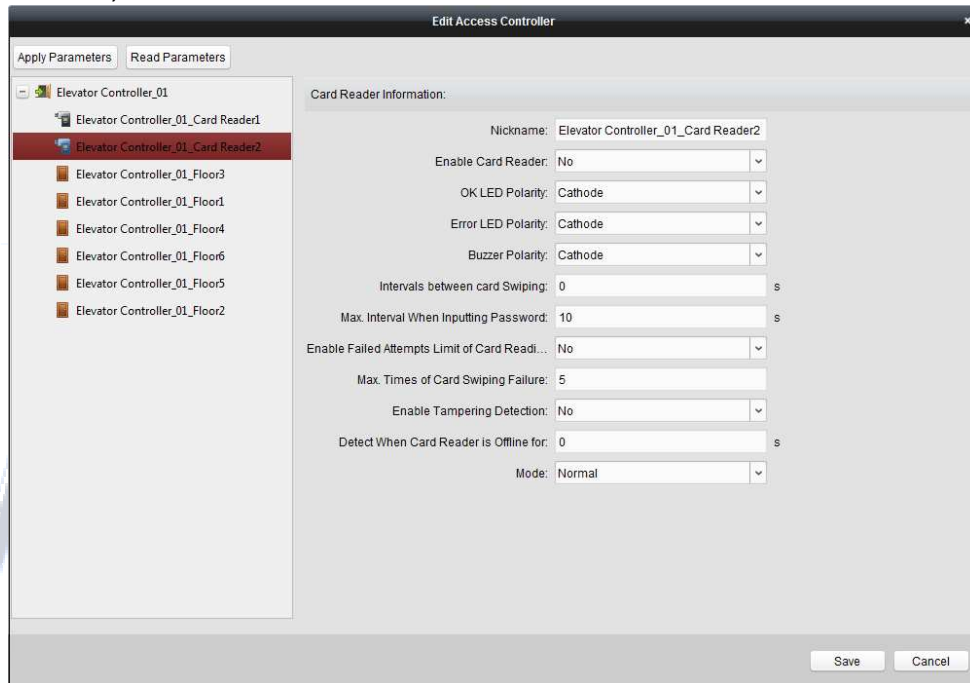 Edit Access Controller
Apply Parameters Read Parameters
Elevator Controller_01
Elevator Controller_01_Card Reader1
Elevator Controller_01_Card Reader2
Elevator Controller_01_Floor3
Elevator Controller_01_Floor1
Elevator Controller_01_Floor4
Elevator Controller_01_Floor6
Elevator Controller_01_Floor5
Elevator Controller_01_Floor2
Card Reader Information:
Nickname: Elevator Controller_01_Card Reader2
Enable Card Reader: No
OK LED Polarity: Cathode
Error LED Polarity: Cathode
Buzzer Polarity: Cathode
Intervals between card Swiping: 0 s
Max. Interval When Inputting Password: 10 s
Enable Failed Attempts Limit of Card Readi... No
Max. Times of Card Swiping Failure: 5
Enable Tampering Detection: No
Detect When Card Reader is Offline for: 0 s
Mode: Normal
Save Cancel